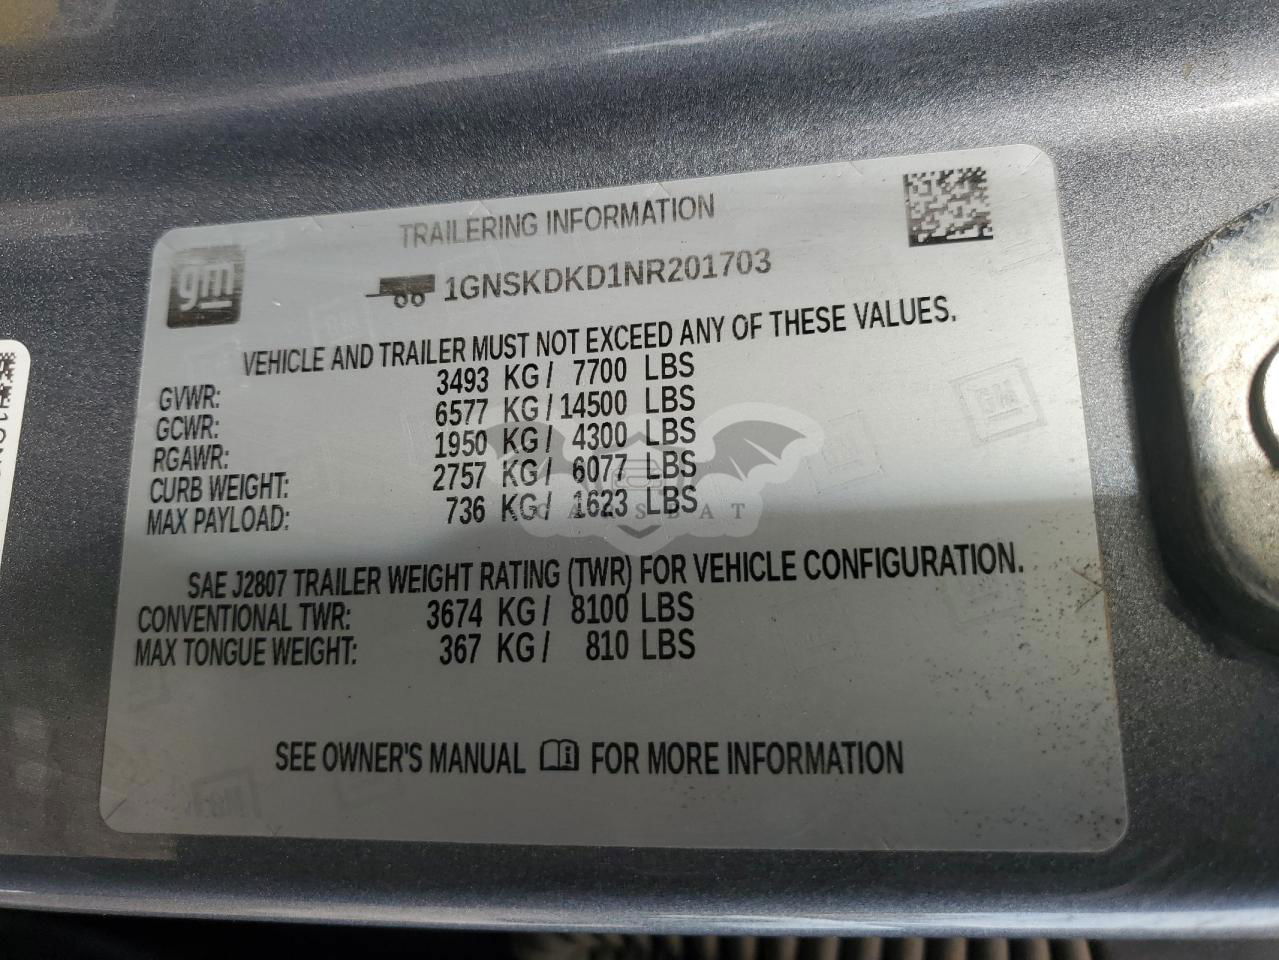 TRAILERING INFORMATION
gm
1GNSKDKD1NR201703
VEHICLE AND TRAILER MUST NOT EXCEED ANY OF THESE VALUES.
GVWR: 3493 KG / 7700 LBS
GCWR: 6577 KG / 14500 LBS
RGAWR: 1950 KG / 4300 LBS
CURB WEIGHT: 2757 KG / 6077 LBS
MAX PAYLOAD: 736 KG / 1623 LBS
CARSBAT
SAE J2807 TRAILER WEIGHT RATING (TWR) FOR VEHICLE CONFIGURATION.
CONVENTIONAL TWR: 3674 KG / 8100 LBS
MAX TONGUE WEIGHT: 367 KG / 810 LBS
SEE OWNER'S MANUAL FOR MORE INFORMATION